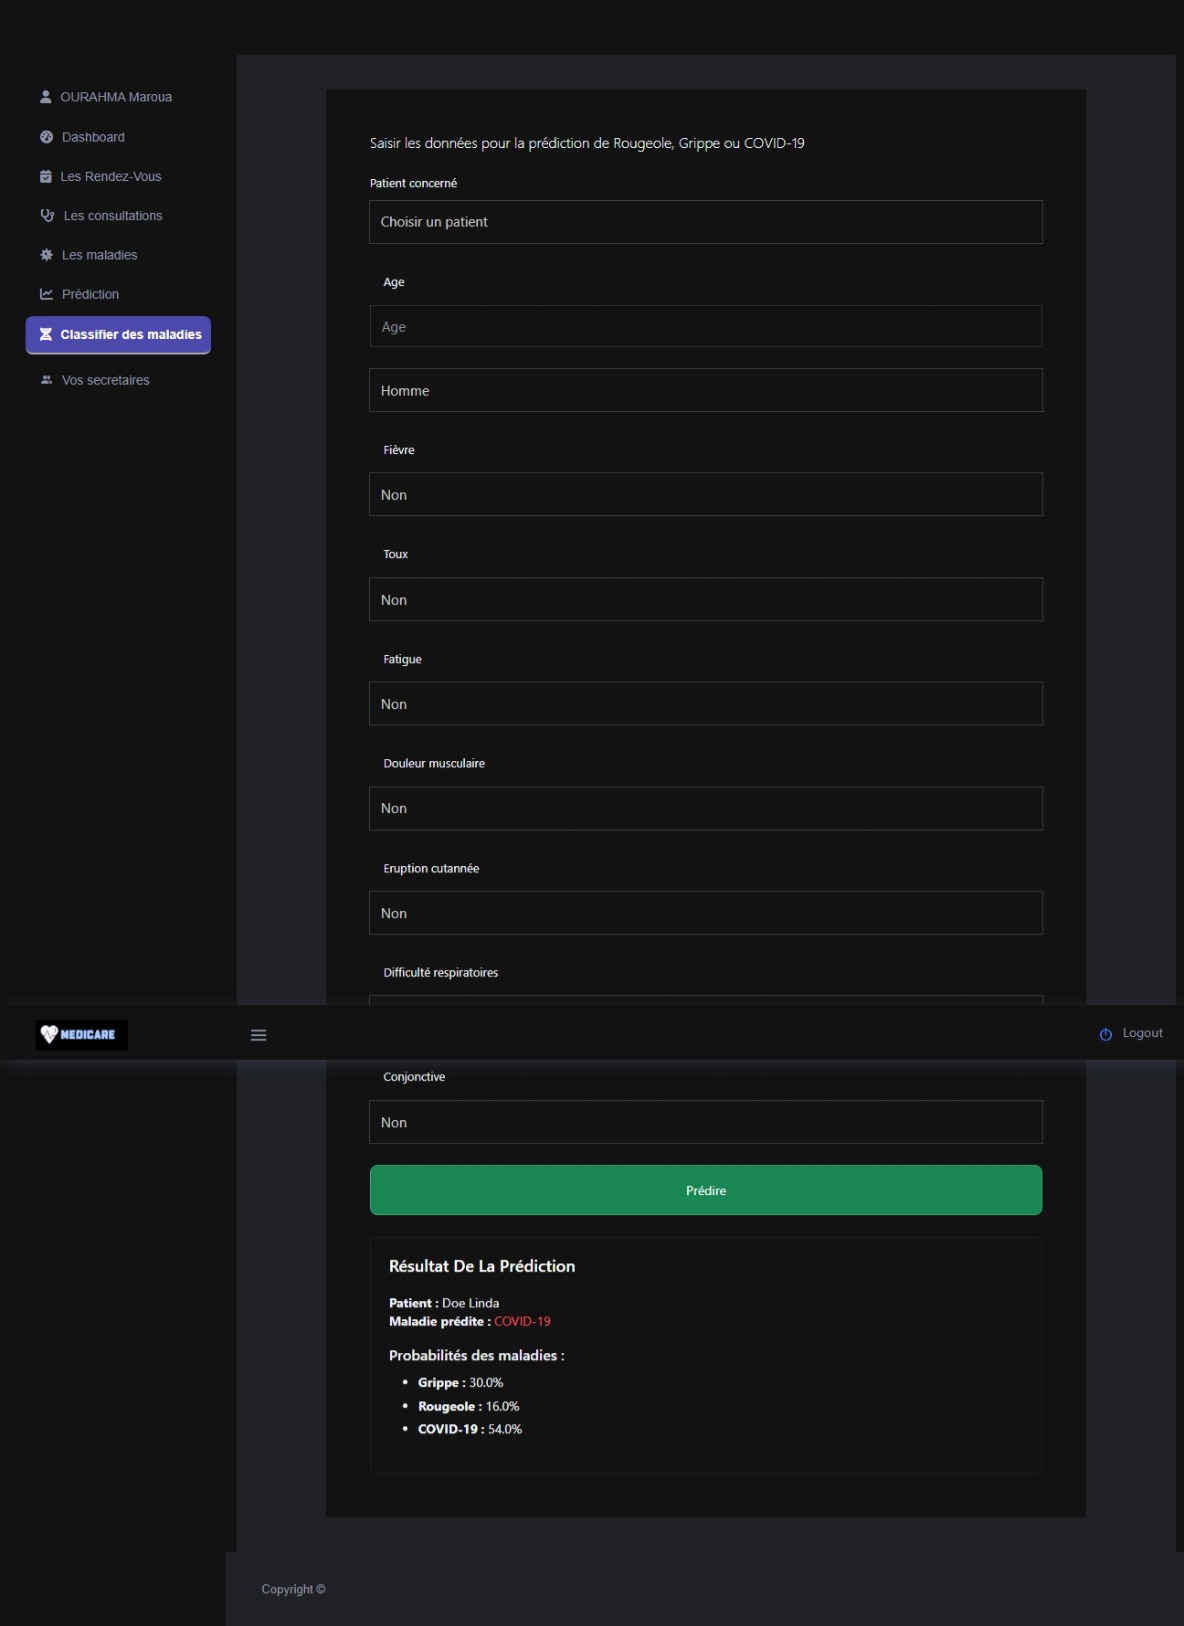 OURAHMA Maroua
Dashboard
Les Rendez-Vous
Les consultations
Les maladies
Prédiction
Classifier des maladies
Vos secretaires
Saisir les données pour la prédiction de Rougeole, Grippe ou COVID-19
Patient concerné
Choisir un patient
Age
Age
Homme
Fièvre
Non
Toux
Non
Fatigue
Non
Douleur musculaire
Non
Eruption cutannée
Non
Difficulté respiratoires
MEDICARE
Logout
Conjonctive
Non
Prédire
Résultat De La Prédiction
Patient : Doe Linda
Maladie prédite : COVID-19
Probabilités des maladies :
• Grippe : 30.0%
• Rougeole : 16.0%
• COVID-19 : 54.0%
Copyright ©